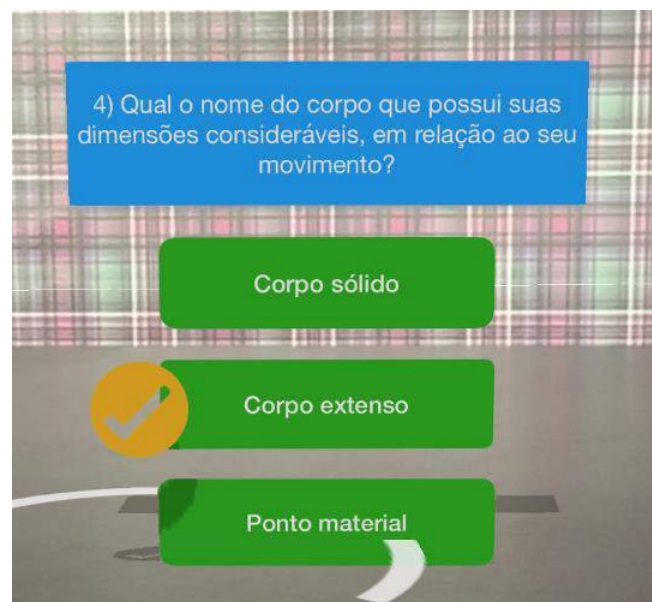 4) Qual o nome do corpo que possui suas
dimensões consideráveis, em relação ao seu
movimento?
Corpo sólido
Corpo extenso
Ponto material